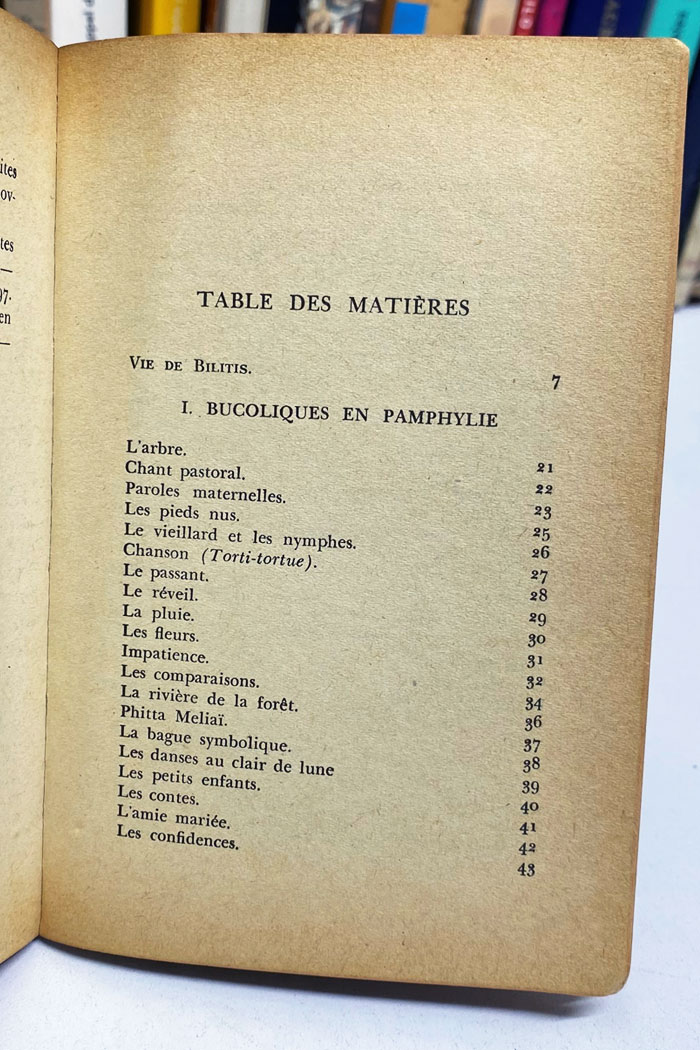 TABLE DES MATIÈRES
VIE DE BILITIS. 7
I. BUCOLIQUES EN PAMPHYLIE
L'arbre. 21
Chant pastoral. 22
Paroles maternelles. 23
Les pieds nus. 25
Le vieillard et les nymphes. 26
Chanson (Torti-tortue). 27
Le passant. 28
Le réveil. 29
La pluie. 30
Les fleurs. 31
Impatience. 32
Les comparaisons. 34
La rivière de la forêt. 36
Phitta Meliaï. 37
La bague symbolique. 38
Les danses au clair de lune 39
Les petits enfants. 40
Les contes. 41
L'amie mariée. 42
Les confidences. 43